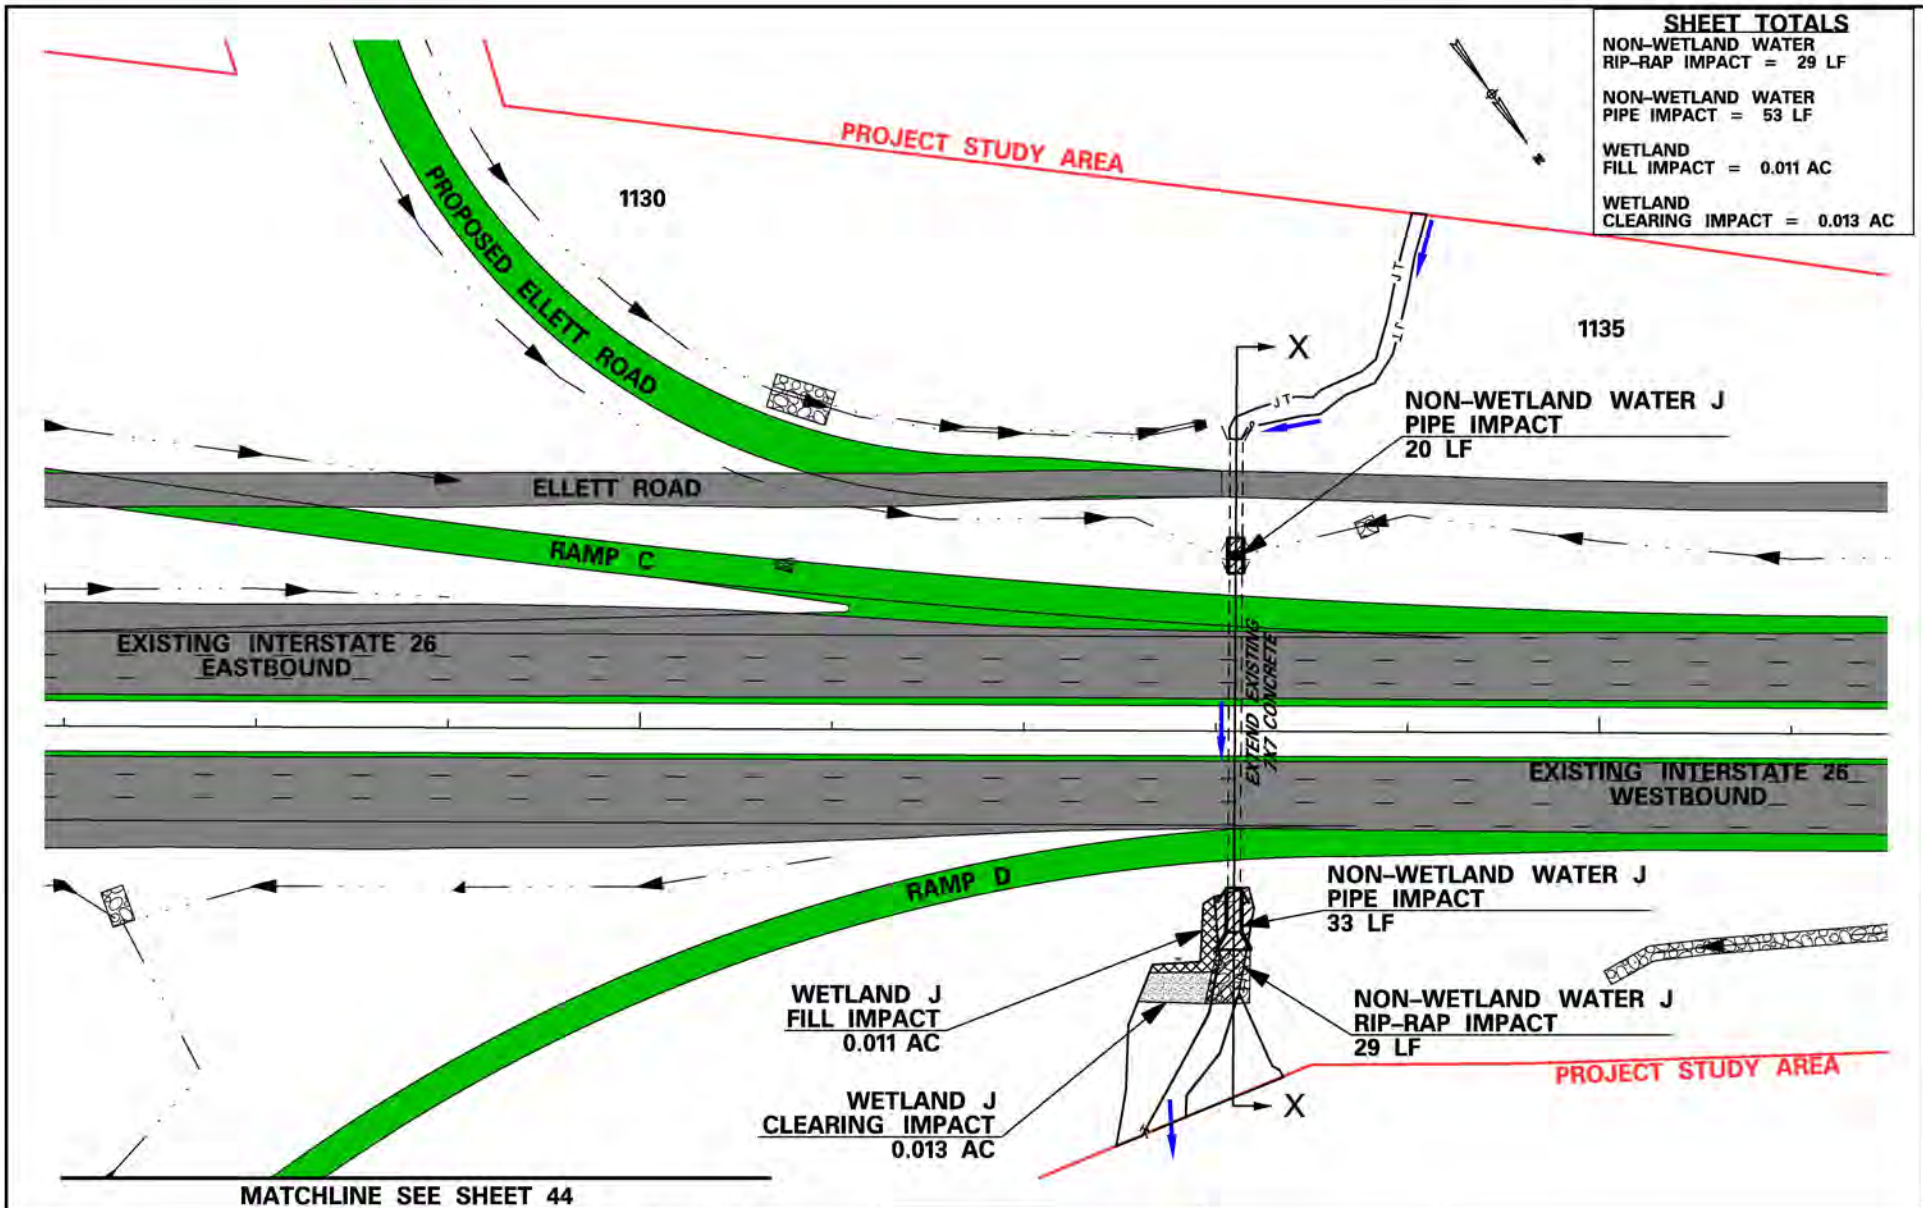 SHEET TOTALS
NON-WETLAND WATER
RIP-RAP IMPACT = 29 LF
NON-WETLAND WATER
PIPE IMPACT = 53 LF
WETLAND
FILL IMPACT = 0.011 AC
WETLAND
CLEARING IMPACT = 0.013 AC
PROJECT STUDY AREA
1130
PROPOSED ELLETT ROAD
JT
JT
JT
1135
X
NON-WETLAND WATER J
PIPE IMPACT
20 LF
ELLETT ROAD
RAMP C
EXISTING INTERSTATE 26
EASTBOUND
EXTEND EXISTING
7X7 CONCRETE
EXISTING INTERSTATE 26
WESTBOUND
RAMP D
NON-WETLAND WATER J
PIPE IMPACT
33 LF
WETLAND J
FILL IMPACT
0.011 AC
NON-WETLAND WATER J
RIP-RAP IMPACT
29 LF
WETLAND J
CLEARING IMPACT
0.013 AC
X
PROJECT STUDY AREA
MATCHLINE SEE SHEET 44